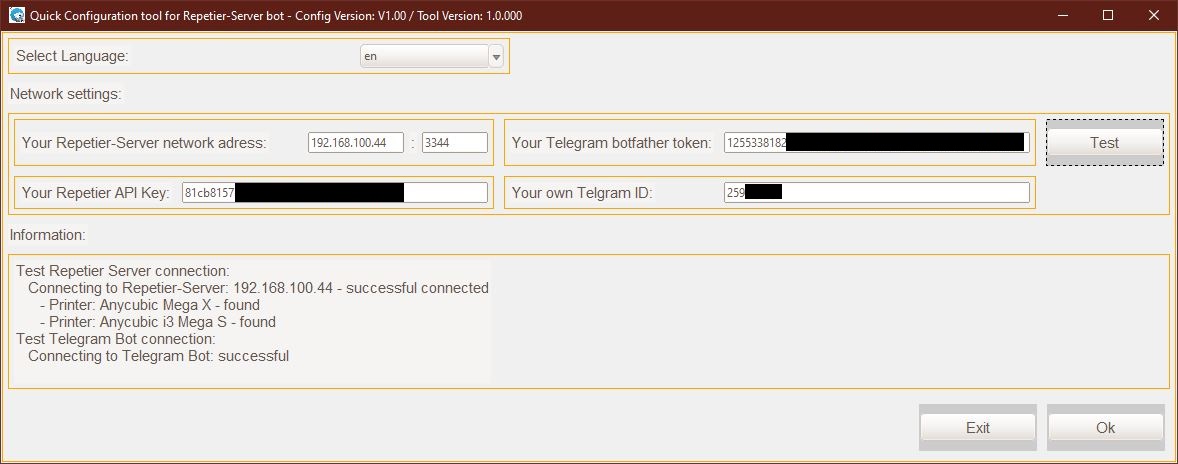 Quick Configuration tool for Repetier-Server bot - Config Version: V1.00 / Tool Version: 1.0.000
Select Language: en
Network settings:
Your Repetier-Server network adress: 192.168.100.44 : 3344 Your Telegram botfather token: 1255338182 Test
Your Repetier API Key: 81cb8157 Your own Telgram ID: 259
Information:
Test Repetier Server connection:
Connecting to Repetier-Server: 192.168.100.44 - successful connected
- Printer: Anycubic Mega X - found
- Printer: Anycubic i3 Mega S - found
Test Telegram Bot connection:
Connecting to Telegram Bot: successful
Exit Ok